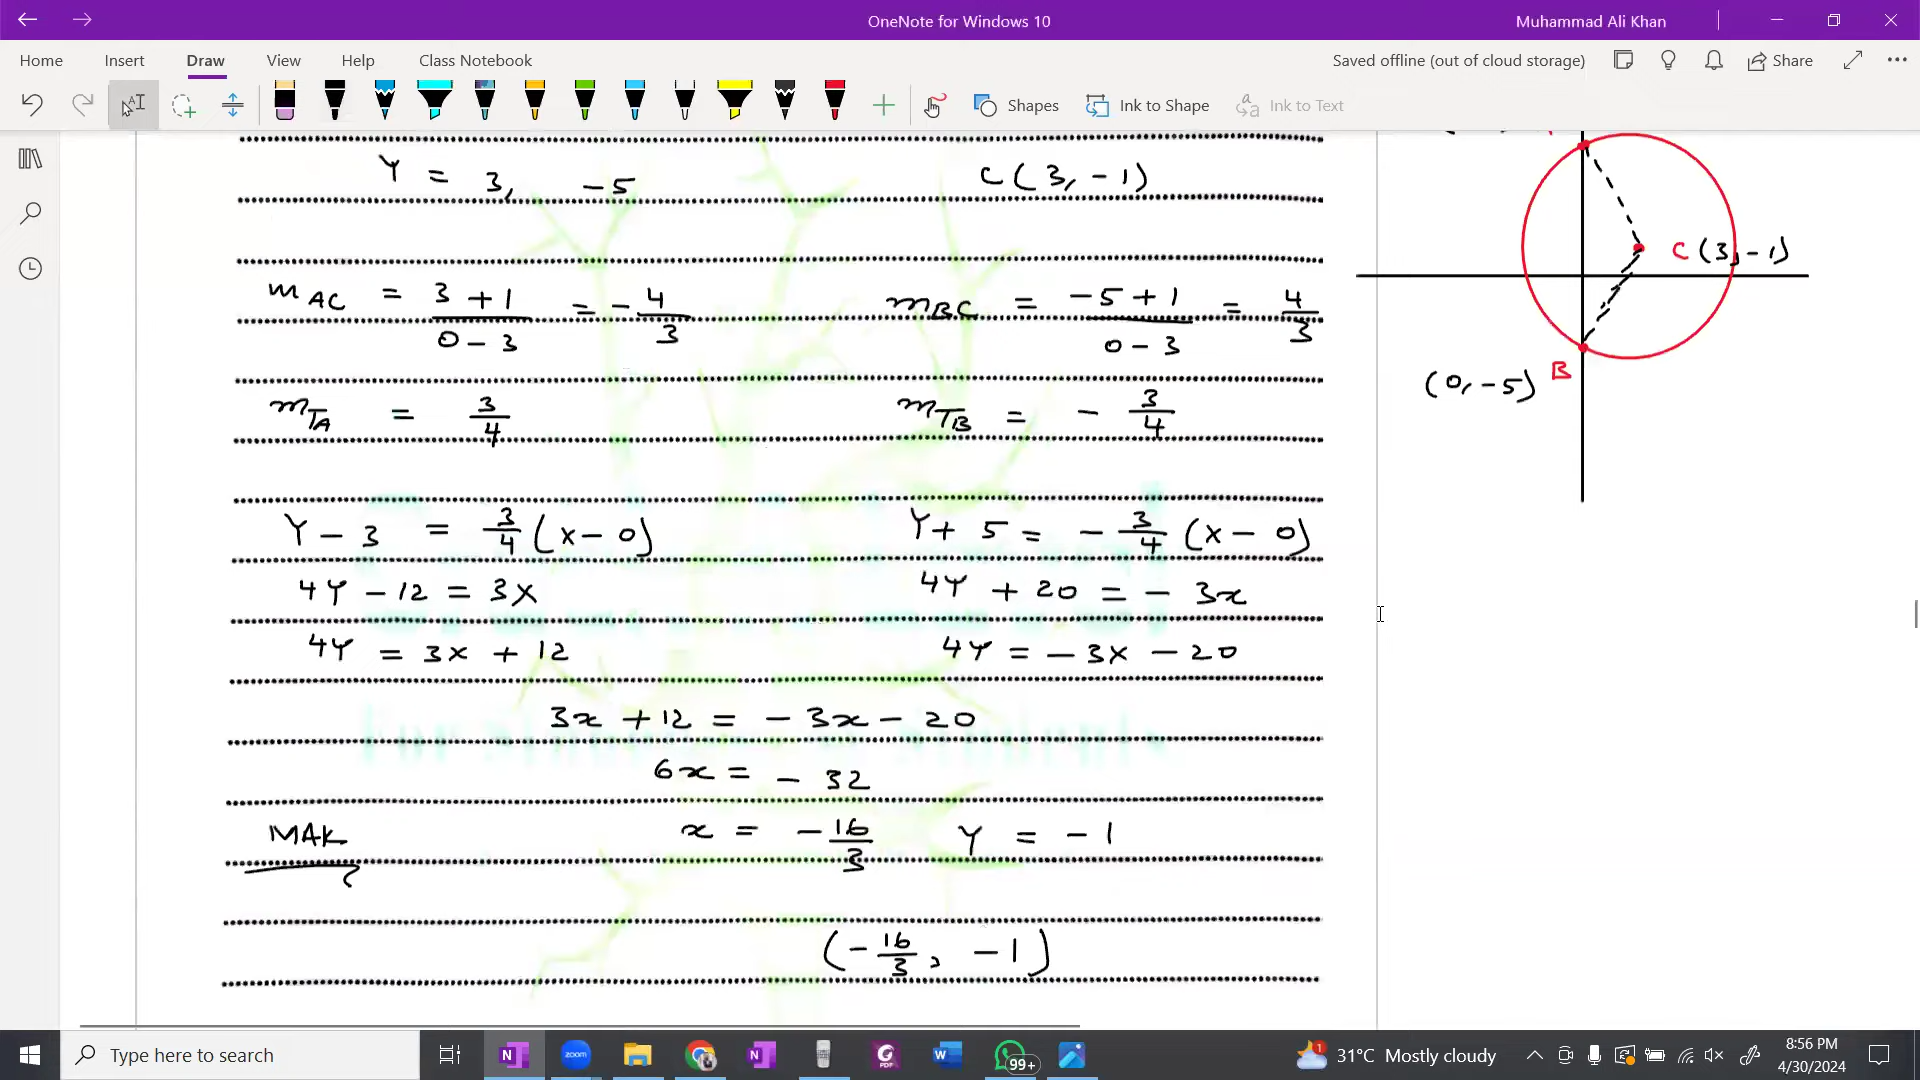 OneNote for Windows 10
Muhammad Ali Khan
Home Insert Draw View Help Class Notebook
Saved offline (out of cloud storage) Share
Shapes Ink to Shape Ink to Text
Y = 3, -5 C(3, -1)
m AC = 3 + 1 / 0 - 3 = - 4/3 m BC = -5 + 1 / 0 - 3 = 4/3
m TA = 3/4 m TB = - 3/4
Y - 3 = 3/4 (x - 0) Y + 5 = - 3/4 (x - 0)
4Y - 12 = 3x 4Y + 20 = - 3x
4Y = 3x + 12 4Y = - 3x - 20
3x + 12 = - 3x - 20
6x = - 32
MAK x = - 16/3 Y = - 1
(- 16/3, - 1)
C (3, -1)
B
(0, -5)
Type here to search
zoom
PDF
99+
1
31°C Mostly cloudy
8:56 PM
4/30/2024